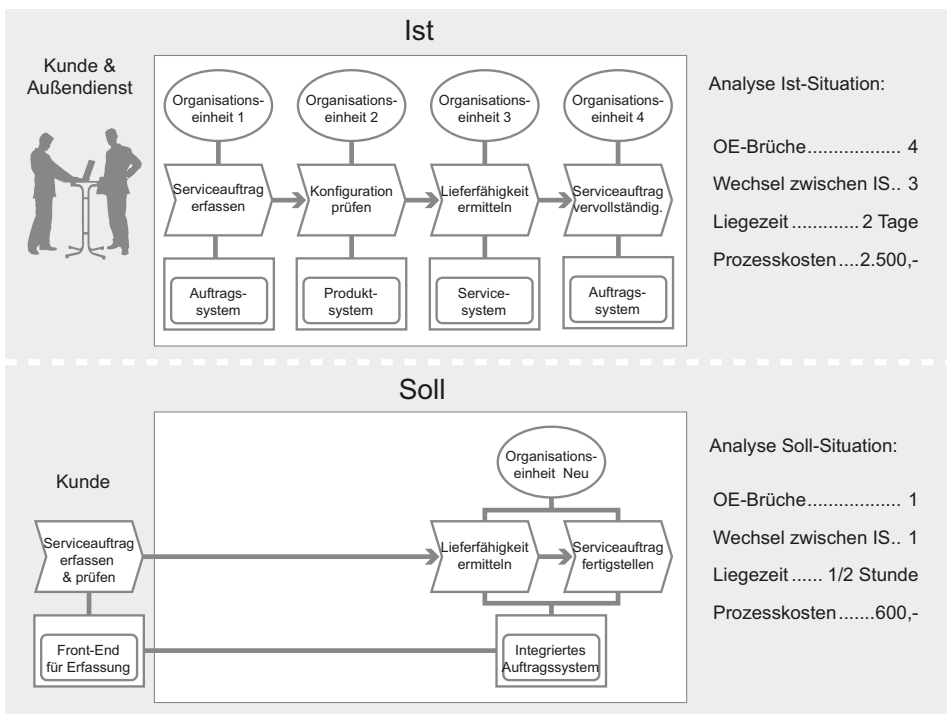 Ist
Kunde &
Außendienst
Organisations-
einheit 1
Organisations-
einheit 2
Organisations-
einheit 3
Organisations-
einheit 4
Serviceauftrag
erfassen
Konfiguration
prüfen
Lieferfähigkeit
ermitteln
Serviceauftrag
vervollständig.
Auftrags-
system
Produkt-
system
Service-
system
Auftrags-
system
Analyse Ist-Situation:
OE-Brüche.................. 4
Wechsel zwischen IS.. 3
Liegezeit ............. 2 Tage
Prozesskosten ....2.500,-
Soll
Kunde
Serviceauftrag
erfassen
& prüfen
Front-End
für Erfassung
Organisations-
einheit Neu
Lieferfähigkeit
ermitteln
Serviceauftrag
fertigstellen
Integriertes
Auftragssystem
Analyse Soll-Situation:
OE-Brüche.................. 1
Wechsel zwischen IS.. 1
Liegezeit ...... 1/2 Stunde
Prozesskosten.......600,-